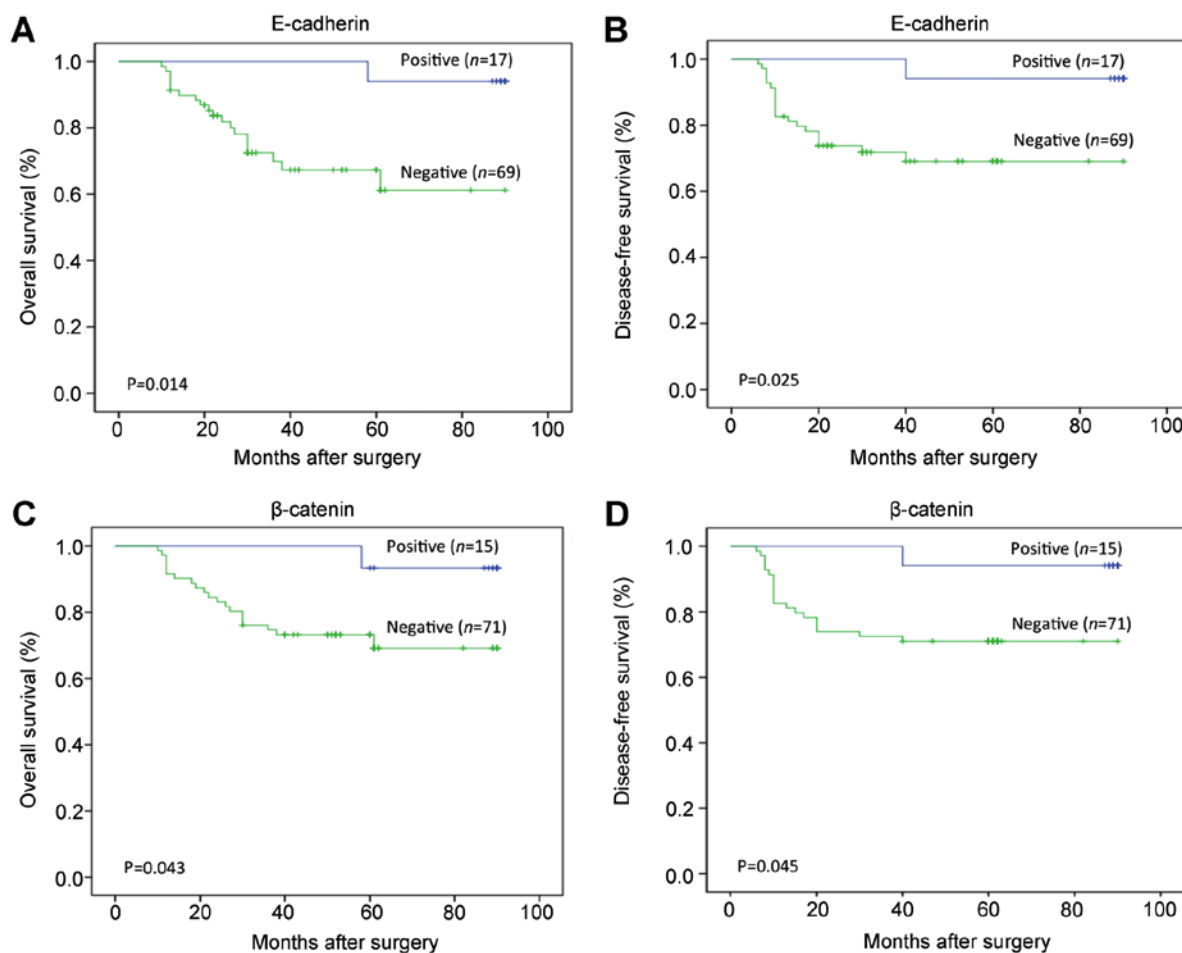 A
E-cadherin
Overall survival (%)
1.0
0.8
0.6
0.4
0.2
0.0
Positive (n=17)
Negative (n=69)
P=0.014
0 20 40 60 80 100
Months after surgery
B
E-cadherin
Disease-free survival (%)
1.0
0.8
0.6
0.4
0.2
0.0
Positive (n=17)
Negative (n=69)
P=0.025
0 20 40 60 80 100
Months after surgery
C
β-catenin
Overall survival (%)
1.0
0.8
0.6
0.4
0.2
0.0
Positive (n=15)
Negative (n=71)
P=0.043
0 20 40 60 80 100
Months after surgery
D
β-catenin
Disease-free survival (%)
1.0
0.8
0.6
0.4
0.2
0.0
Positive (n=15)
Negative (n=71)
P=0.045
0 20 40 60 80 100
Months after surgery